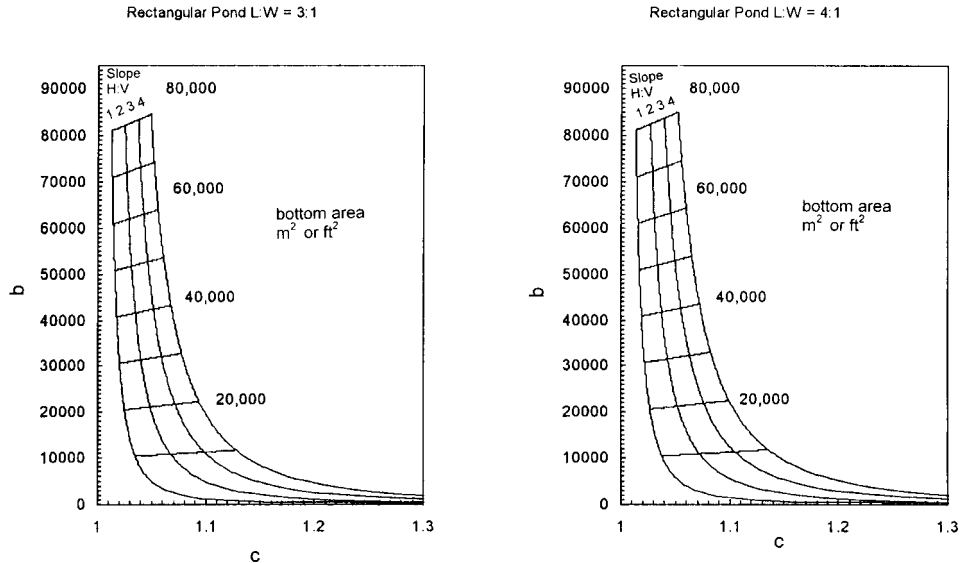 Rectangular Pond L:W = 3:1
Slope
H:V
1 2 3 4
80,000
60,000
40,000
20,000
bottom area
m² or ft²
90000
80000
70000
60000
50000
40000
30000
20000
10000
0
b
1
1.1
1.2
1.3
c
Rectangular Pond L:W = 4:1
Slope
H:V
1 2 3 4
80,000
60,000
40,000
20,000
bottom area
m² or ft²
90000
80000
70000
60000
50000
40000
30000
20000
10000
0
b
1
1.1
1.2
1.3
c